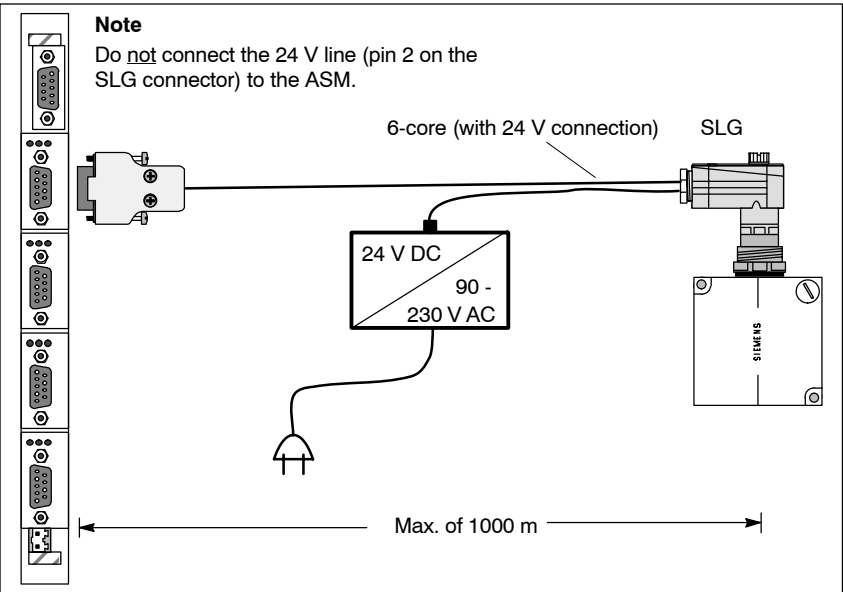 Note
Do not connect the 24 V line (pin 2 on the
SLG connector) to the ASM.
6-core (with 24 V connection)
SLG
24 V DC
90 -
230 V AC
SIEMENS
Max. of 1000 m